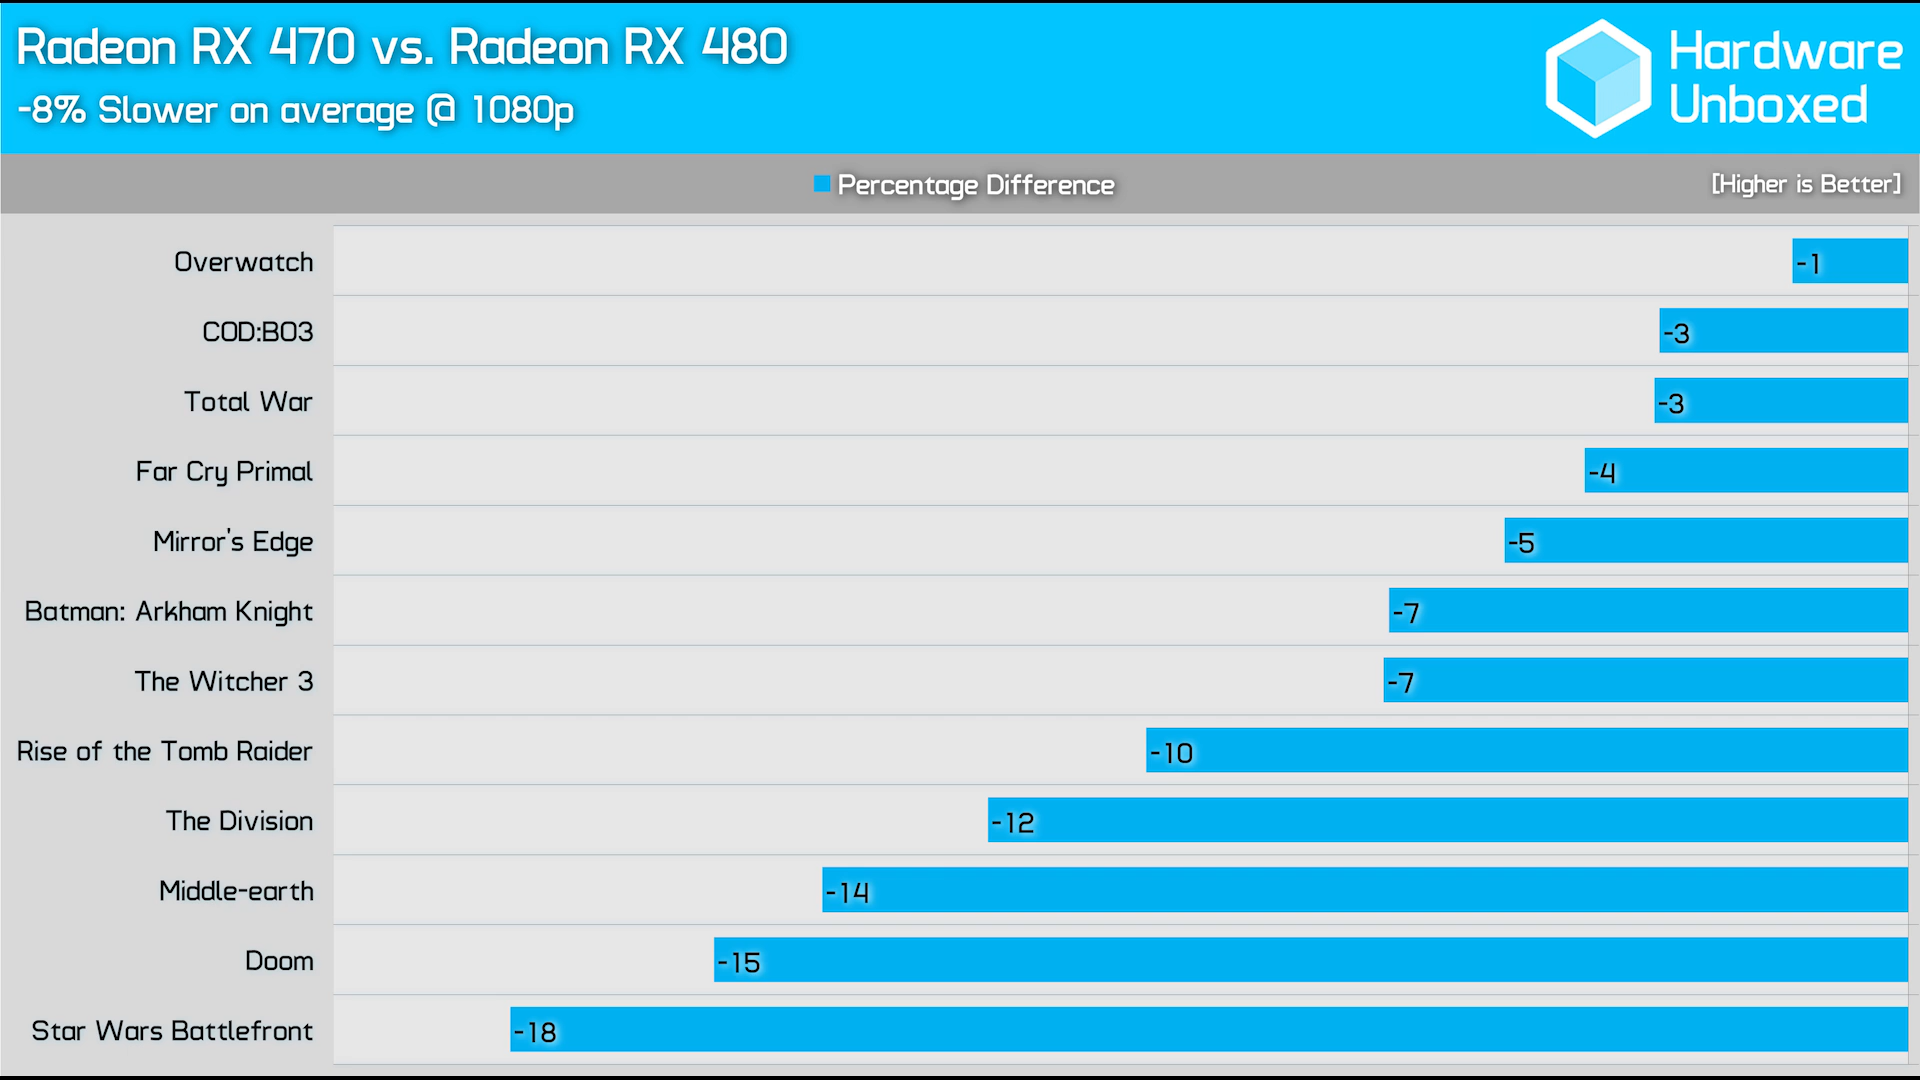 Radeon RX 470 vs. Radeon RX 480
-8% Slower on average @ 1080p
Hardware
Unboxed
Percentage Difference
[Higher is Better]
Overwatch
-1
COD:BO3
-3
Total War
-3
Far Cry Primal
-4
Mirror's Edge
-5
Batman: Arkham Knight
-7
The Witcher 3
-7
Rise of the Tomb Raider
-10
The Division
-12
Middle-earth
-14
Doom
-15
Star Wars Battlefront
-18